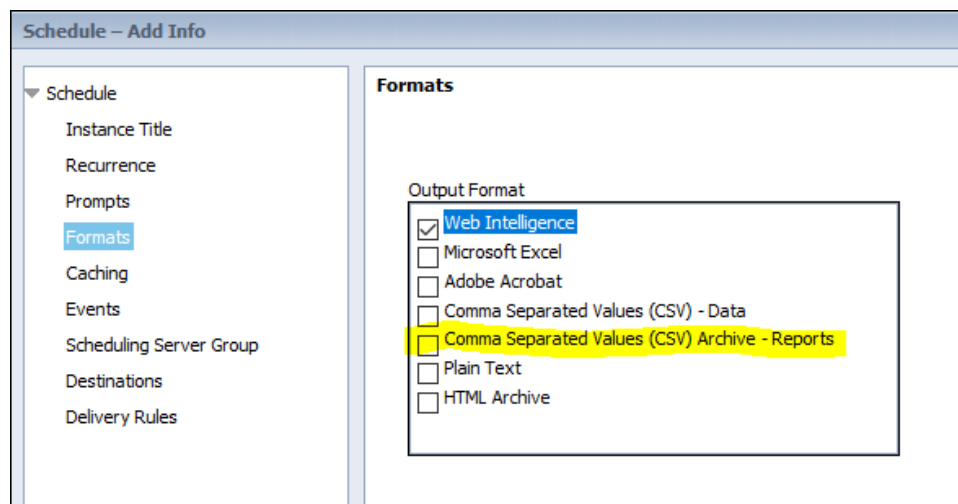 Schedule – Add Info
Schedule
Instance Title
Recurrence
Prompts
Formats
Caching
Events
Scheduling Server Group
Destinations
Delivery Rules
Formats
Output Format
Web Intelligence
Microsoft Excel
Adobe Acrobat
Comma Separated Values (CSV) - Data
Comma Separated Values (CSV) Archive - Reports
Plain Text
HTML Archive